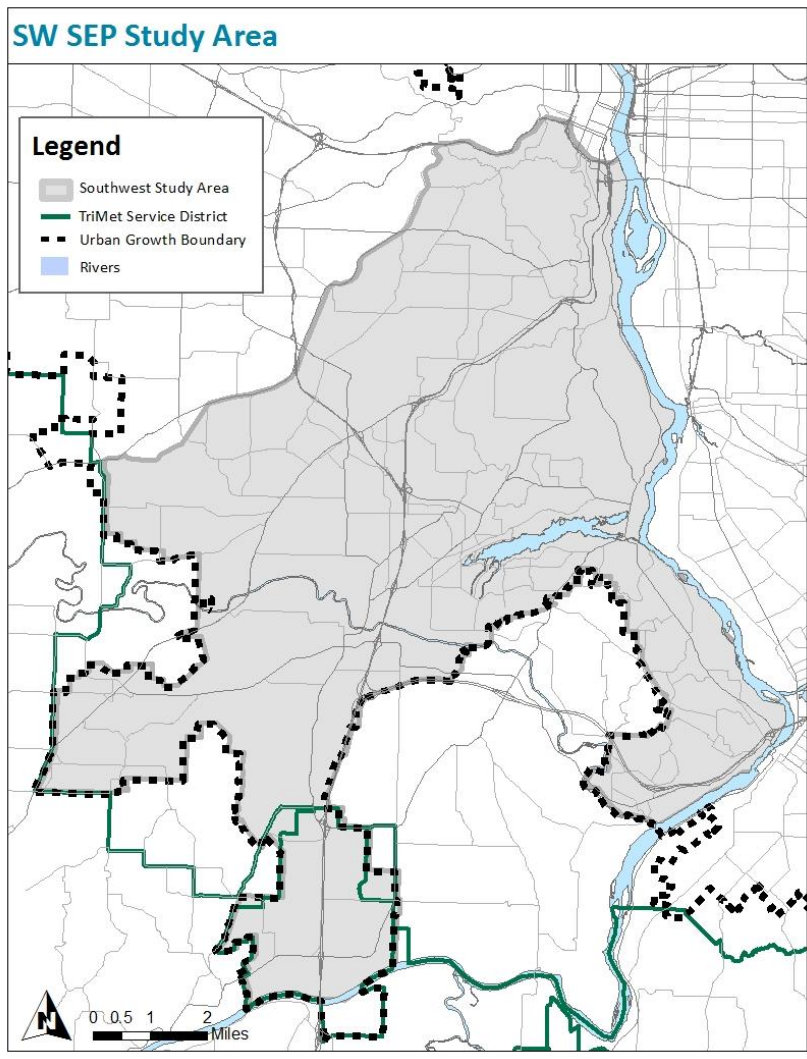 SW SEP Study Area
Legend
Southwest Study Area
TriMet Service District
Urban Growth Boundary
Rivers
N
0 0.5 1 2
Miles